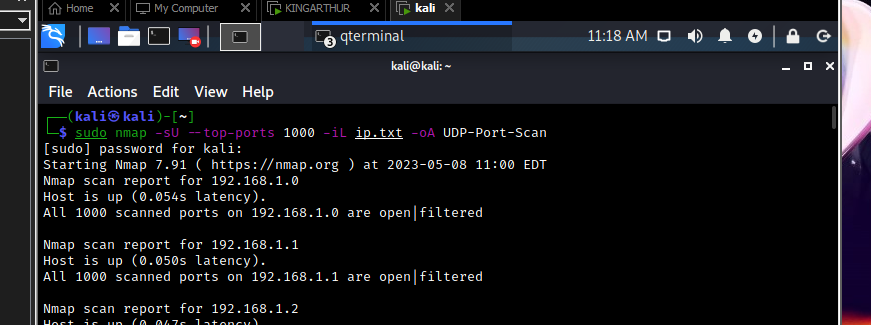 Home My Computer KINGARTHUR kali
3 qterminal 11:18 AM
kali@kali: ~
File Actions Edit View Help
(kali㉿kali)-[~]
$ sudo nmap -sU --top-ports 1000 -iL ip.txt -oA UDP-Port-Scan
[sudo] password for kali:
Starting Nmap 7.91 ( https://nmap.org ) at 2023-05-08 11:00 EDT
Nmap scan report for 192.168.1.0
Host is up (0.054s latency).
All 1000 scanned ports on 192.168.1.0 are open|filtered
Nmap scan report for 192.168.1.1
Host is up (0.050s latency).
All 1000 scanned ports on 192.168.1.1 are open|filtered
Nmap scan report for 192.168.1.2
Host is up (0.047s latency).